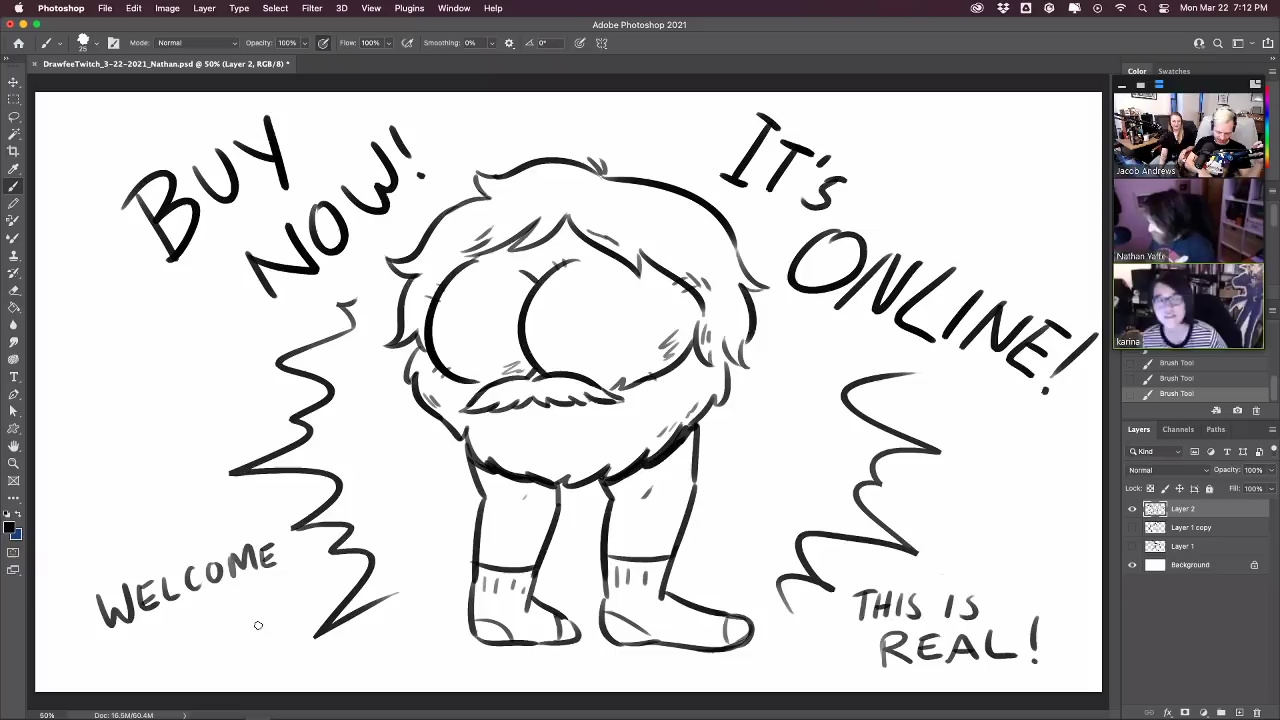 Photoshop File Edit Image Layer Type Select Filter 3D View Plugins Window Help
Mon Mar 22 7:12 PM
Adobe Photoshop 2021
25 Mode: Normal Opacity: 100% Flow: 100% Smoothing: 0% 0°
DrawfeeTwitch_3-22-2021_Nathan.psd @ 50% (Layer 2, RGB/8) *
Color Swatches
BUY
NOW!
IT's
ONLINE!
WELCOME
THIS IS
REAL!
Jacob Andrews
Nathan Yaffe
karina
Brush Tool
Brush Tool
Brush Tool
Layers Channels Paths
Kind
Normal Opacity: 100%
Lock: Fill: 100%
Layer 2
Layer 1 copy
Layer 1
Background
50% Doc: 16.5M/60.4M